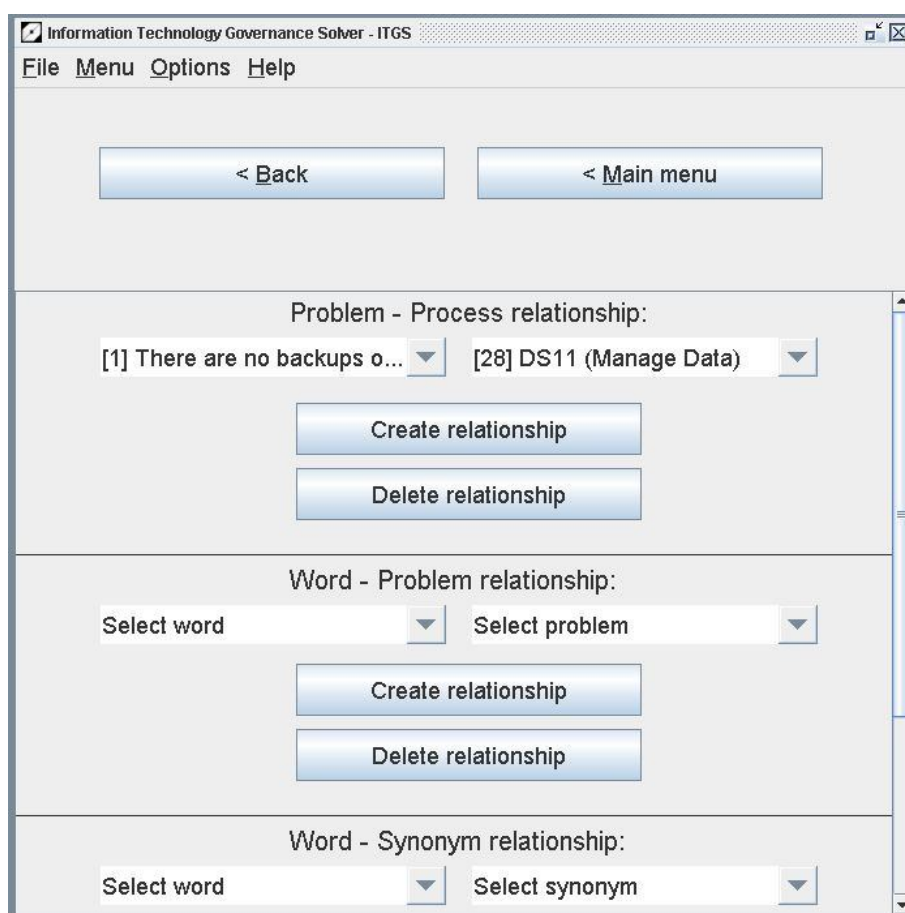 Information Technology Governance Solver - ITGS
File Menu Options Help
< Back < Main menu
Problem - Process relationship:
[1] There are no backups o... [28] DS11 (Manage Data)
Create relationship
Delete relationship
Word - Problem relationship:
Select word Select problem
Create relationship
Delete relationship
Word - Synonym relationship:
Select word Select synonym